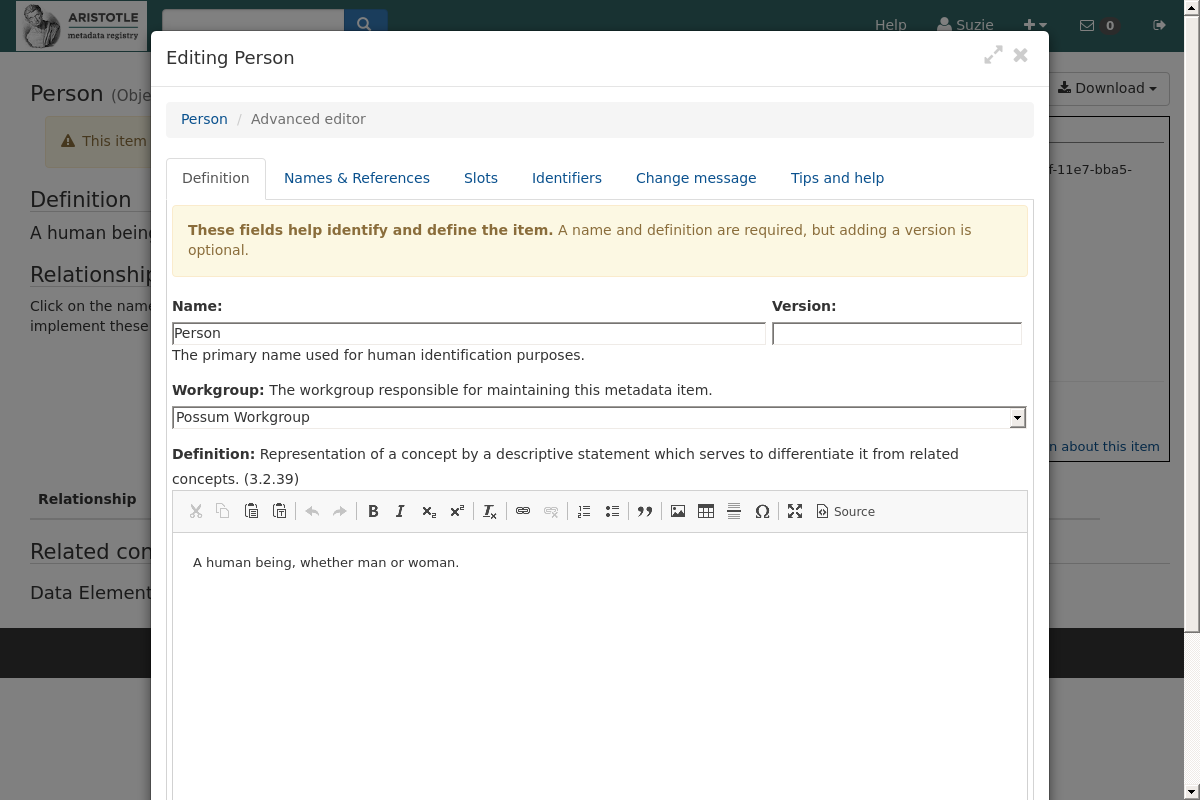 ARISTOTLE
metadata registry
Help
Suzie
0
Editing Person
Person (Obje
Download
Person / Advanced editor
This item
f-11e7-bba5-
Definition
Names & References
Slots
Identifiers
Change message
Tips and help
Definition
A human being
These fields help identify and define the item. A name and definition are required, but adding a version is
optional.
Relationship
Click on the name
implement these
Name:
Version:
Person
The primary name used for human identification purposes.
Workgroup: The workgroup responsible for maintaining this metadata item.
Possum Workgroup
n about this item
Definition: Representation of a concept by a descriptive statement which serves to differentiate it from related
concepts. (3.2.39)
Relationship
Source
Related con
A human being, whether man or woman.
Data Element